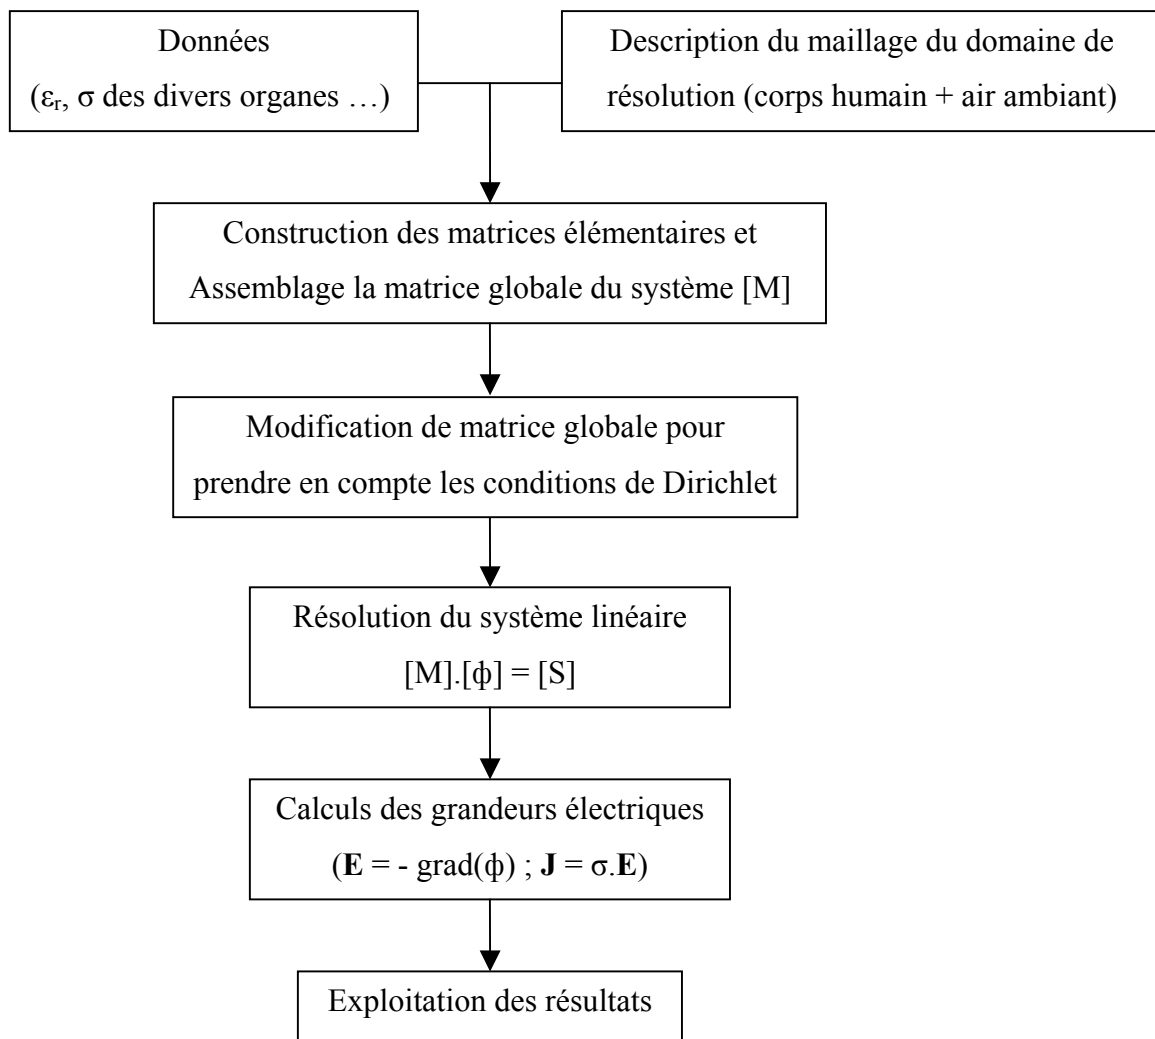 Données
(εr, σ des divers organes …)
Description du maillage du domaine de
résolution (corps humain + air ambiant)
Construction des matrices élémentaires et
Assemblage la matrice globale du système [M]
Modification de matrice globale pour
prendre en compte les conditions de Dirichlet
Résolution du système linéaire
[M].[ф] = [S]
Calculs des grandeurs électriques
(E = - grad(ф) ; J = σ.E)
Exploitation des résultats